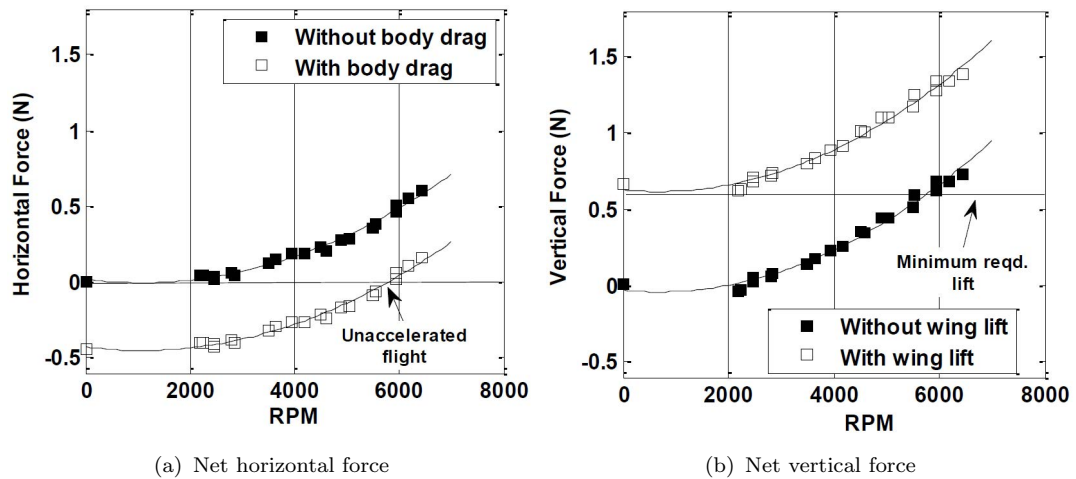 1.5
1
0.5
0
-0.5
Horizontal Force (N)
Without body drag
With body drag
Unaccelerated
flight
0 2000 4000 6000 8000
RPM
(a) Net horizontal force
1.5
1
0.5
0
-0.5
Vertical Force (N)
Minimum reqd.
lift
Without wing lift
With wing lift
0 2000 4000 6000 8000
RPM
(b) Net vertical force